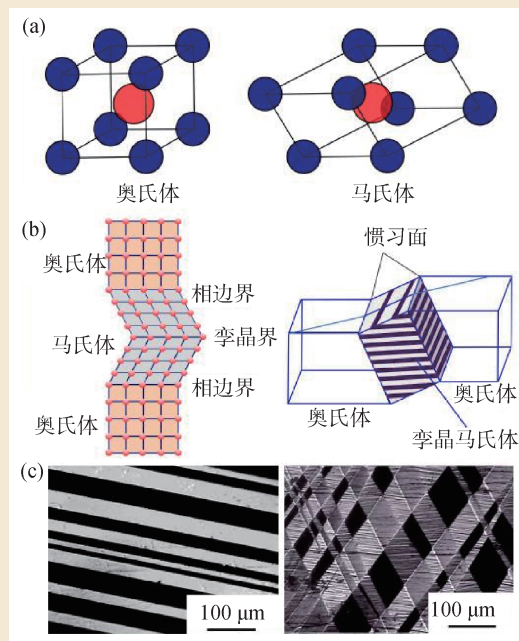 (a)
奥氏体 马氏体
(b)
奥氏体
相边界
马氏体
孪晶界
相边界
奥氏体
惯习面
奥氏体
奥氏体
孪晶马氏体
(c)
100 μm
100 μm